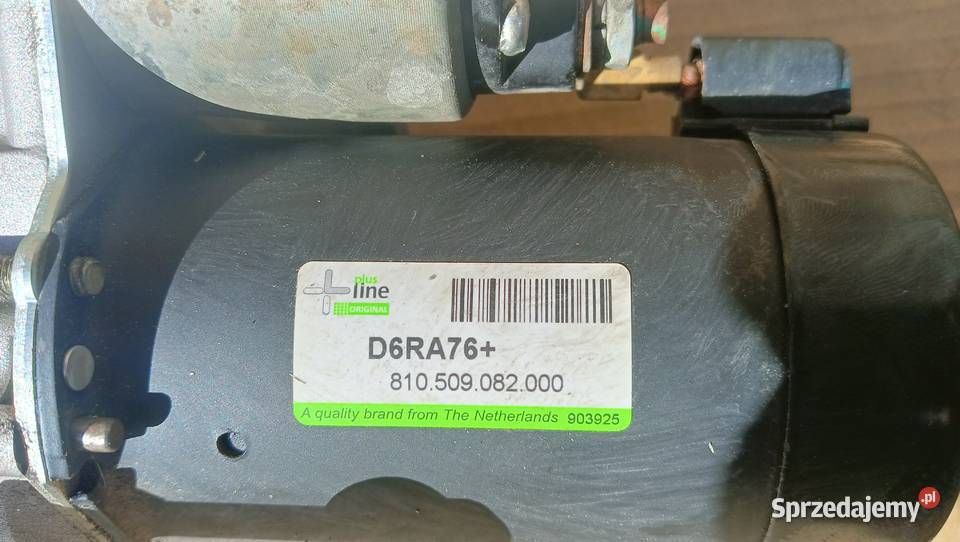 plus
line
ORIGINAL
D6RA76+
810.509.082.000
A quality brand from The Netherlands 903925
Sprzedajemy.pl